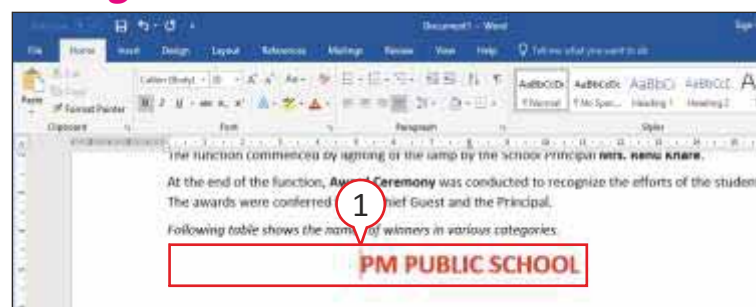 Document1 - Word
File Home Insert Design Layout References Mailings Review View Help Tell me what you want to do
Paste
Format Painter
Clipboard Font Paragraph Styles
AaBbCcDc AaBbCcDc AaBbCc AaBbCcC
¶ Normal ¶ No Spac... Heading 1 Heading 2
The function commenced by lighting of the lamp by the School Principal Mrs. Renu Khare.
At the end of the function, Award Ceremony was conducted to recognize the efforts of the studen
The awards were conferred hief Guest and the Principal.
1
Following table shows the name of winners in various categories.
PM PUBLIC SCHOOL